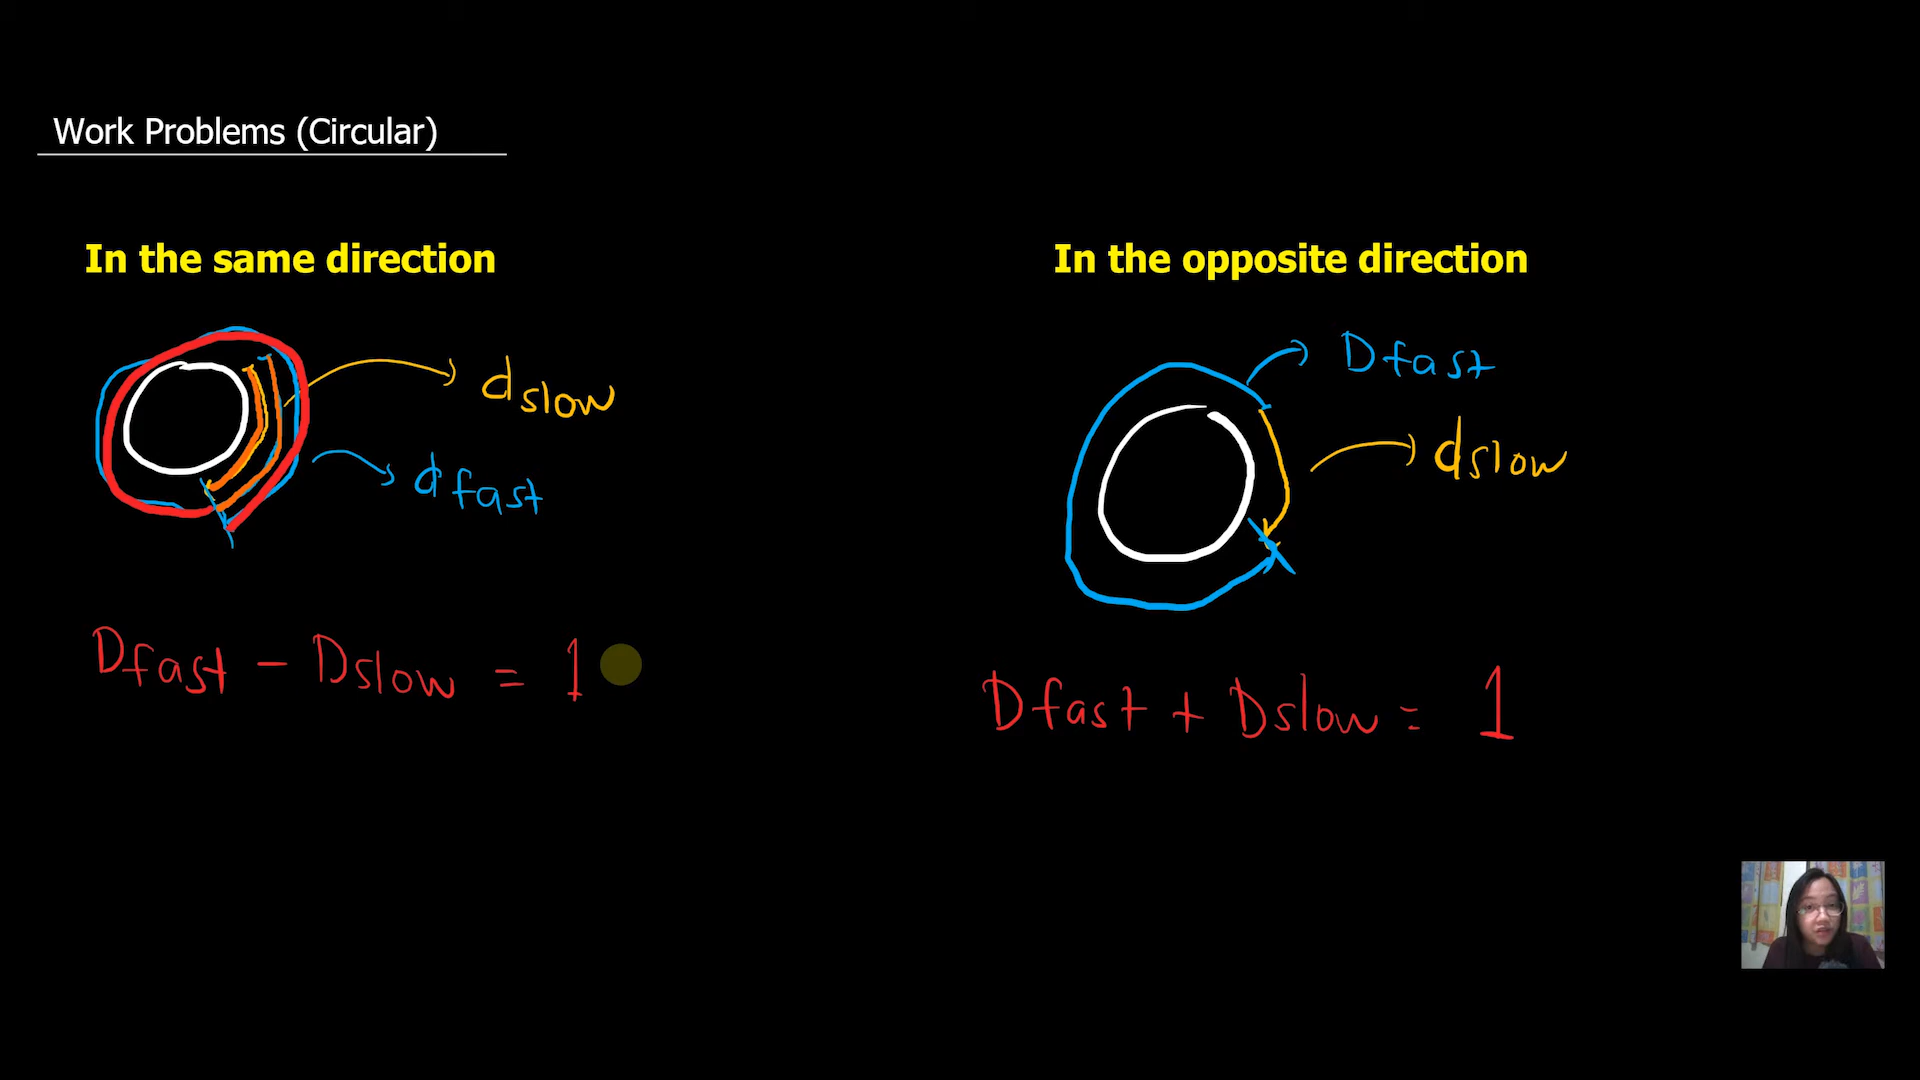 Work Problems (Circular)
In the same direction
dslow
dfast
Dfast - Dslow = 1
In the opposite direction
Dfast
dslow
Dfast + Dslow = 1